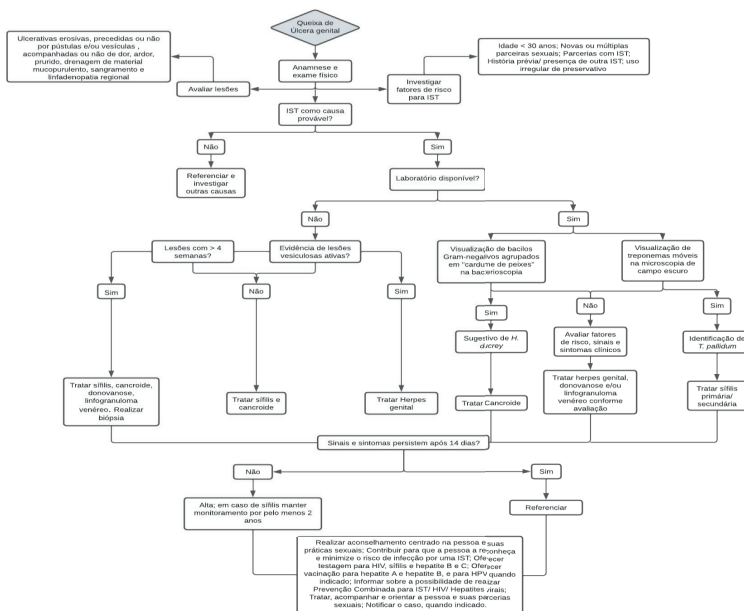 Queixa de
Úlcera genital
Ulcerativas erosivas, precedidas ou não
por pústulas e/ou vesículas ,
acompanhadas ou não de dor, ardor,
prurido, drenagem de material
mucopurulento, sangramento e
linfadenopatia regional
Anamnese e
exame físico
Idade < 30 anos; Novas ou múltiplas
parceiras sexuais; Parcerias com IST;
História prévia/ presença de outra IST; uso
irregular de preservativo
Avaliar lesões
Investigar
fatores de risco
para IST
IST como causa
provável?
Não
Sim
Referenciar e
investigar
outras causas
Laboratório disponível?
Não
Sim
Lesões com > 4
semanas?
Evidência de lesões
vesiculosas ativas?
Visualização de bacilos
Gram-negativos agrupados
em "cardume de peixes"
na bacterioscopia
Visualização de
treponemas móveis
na microscopia de
campo escuro
Sim
Não
Sim
Sim
Não
Sim
Sugestivo de H.
ducrey
Avaliar fatores
de risco, sinais e
sintomas clínicos
Identificação de
T. pallidum
Tratar sífilis, cancroide,
donovanose,
linfogranuloma
venéreo. Realizar
biópsia
Tratar sífilis e
cancroide
Tratar Herpes
genital
Tratar Cancroide
Tratar herpes genital,
donovanose e/ou
linfogranuloma
venéreo conforme
avaliação
Tratar sífilis
primária/
secundária
Sinais e sintomas persistem após 14 dias?
Não
Sim
Alta; em caso de sífilis manter
monitoramento por pelo menos 2
anos
Referenciar
Realizar aconselhamento centrado na pessoa e suas
práticas sexuais; Contribuir para que a pessoa a reconheça
e minimize o risco de infecção por uma IST; Oferecer
testagem para HIV, sífilis e hepatite B e C; Oferecer
vacinação para hepatite A e hepatite B, e para HPV quando
indicado; Informar sobre a possibilidade de realizar
Prevenção Combinada para IST/ HIV/ Hepatites virais;
Tratar, acompanhar e orientar a pessoa e suas parcerias
sexuais; Notificar o caso, quando indicado.